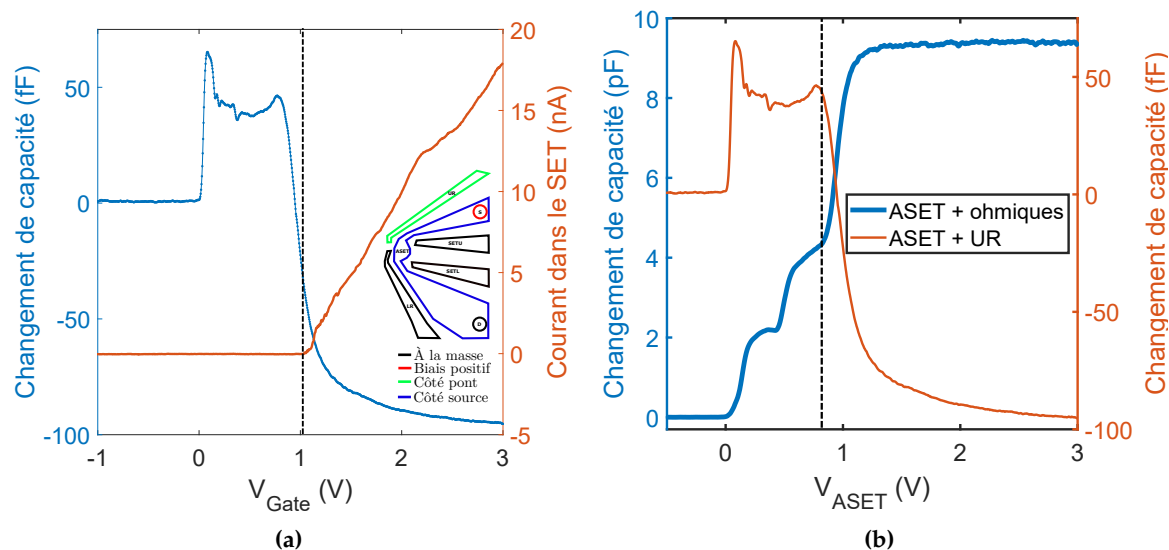 Changement de capacité (fF)
50
0
-50
-100
-1
0
1
2
3
V_Gate (V)
20
15
10
5
0
-5
Courant dans le SET (nA)
UR
S
SETU
ASET
SETL
LR
D
À la masse
Biais positif
Côté pont
Côté source
(a)
Changement de capacité (pF)
10
8
6
4
2
0
0
1
2
3
V_ASET (V)
50
0
-50
-100
Changement de capacité (fF)
ASET + ohmiques
ASET + UR
(b)